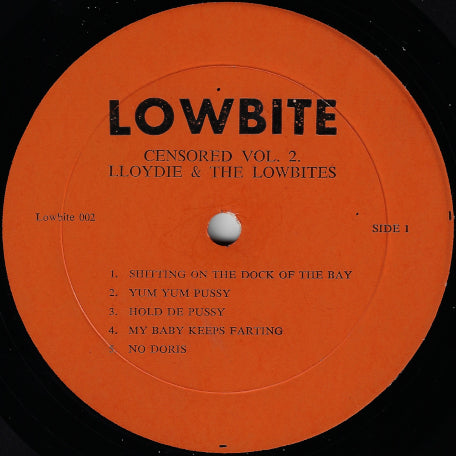 LOWBITE
CENSORED VOL. 2.
LLOYDIE & THE LOWBITES
Lowbite 002
SIDE 1
1. SHITTING ON THE DOCK OF THE BAY
2. YUM YUM PUSSY
3. HOLD DE PUSSY
4. MY BABY KEEPS FARTING
NO DORIS